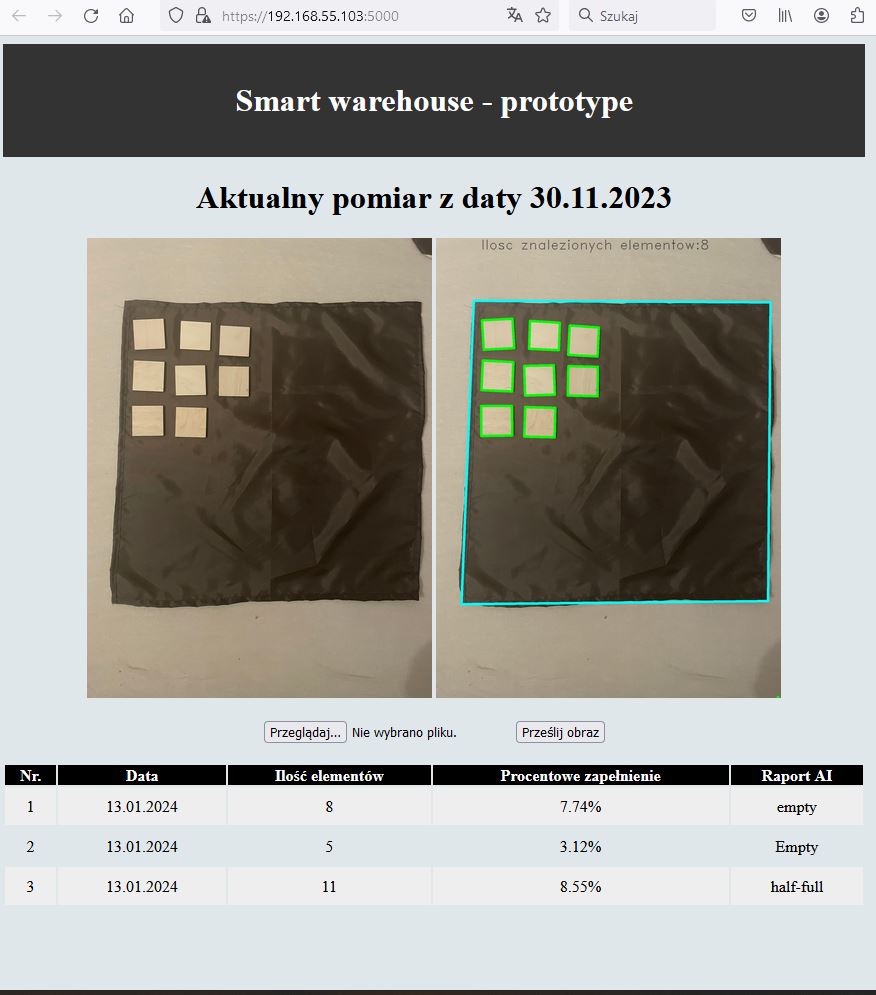 https://192.168.55.103:5000
Szukaj
Smart warehouse - prototype
Aktualny pomiar z daty 30.11.2023
Ilosc znalezionych elementow:8
Przeglądaj... Nie wybrano pliku. Prześlij obraz
Nr. Data Ilość elementów Procentowe zapełnienie Raport AI
1 13.01.2024 8 7.74% empty
2 13.01.2024 5 3.12% Empty
3 13.01.2024 11 8.55% half-full